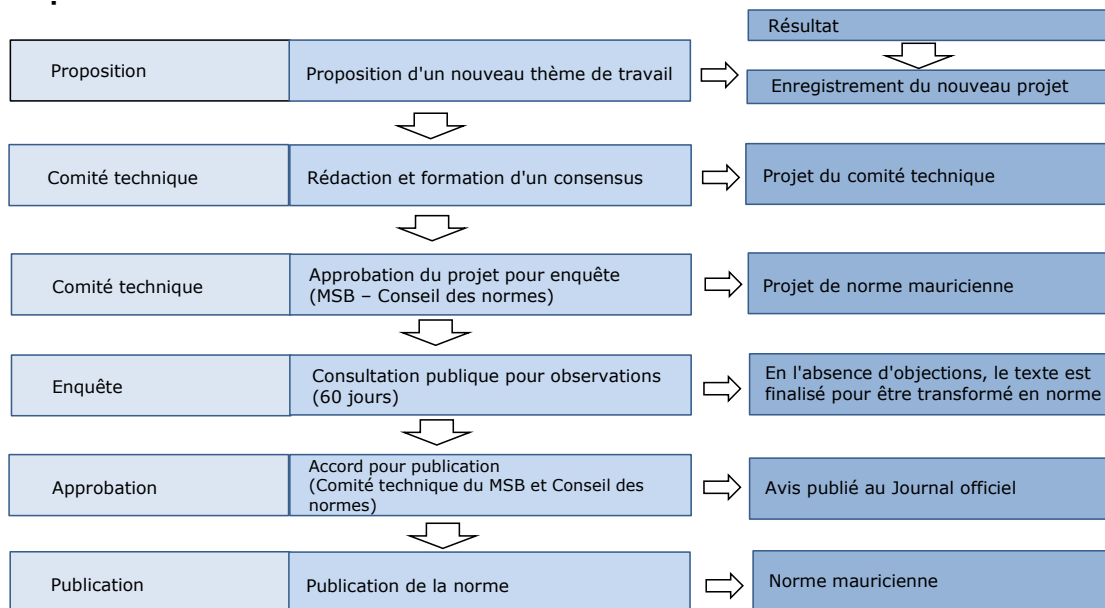 Résultat
Proposition
Proposition d'un nouveau thème de travail
Enregistrement du nouveau projet
Comité technique
Rédaction et formation d'un consensus
Projet du comité technique
Comité technique
Approbation du projet pour enquête
(MSB – Conseil des normes)
Projet de norme mauricienne
Enquête
Consultation publique pour observations
(60 jours)
En l'absence d'objections, le texte est
finalisé pour être transformé en norme
Approbation
Accord pour publication
(Comité technique du MSB et Conseil des
normes)
Avis publié au Journal officiel
Publication
Publication de la norme
Norme mauricienne